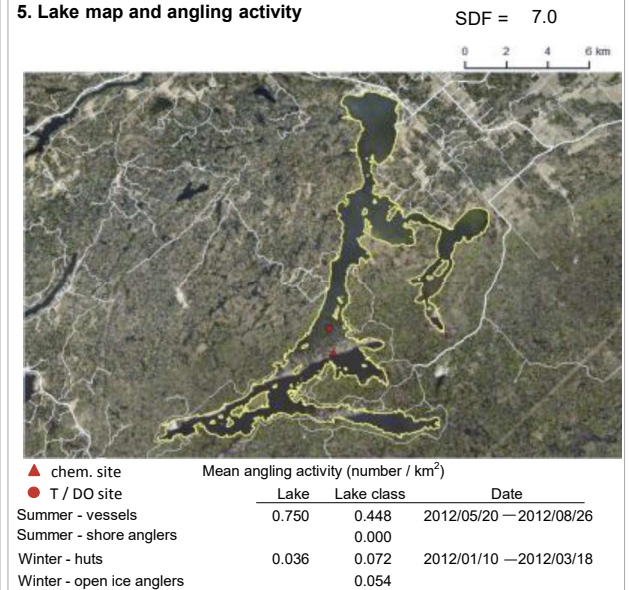 5. Lake map and angling activity
SDF = 7.0
0 2 4 6 km
chem. site
Mean angling activity (number / km²)
T / DO site
Lake Lake class Date
Summer - vessels 0.750 0.448 2012/05/20 — 2012/08/26
Summer - shore anglers 0.000
Winter - huts 0.036 0.072 2012/01/10 — 2012/03/18
Winter - open ice anglers 0.054